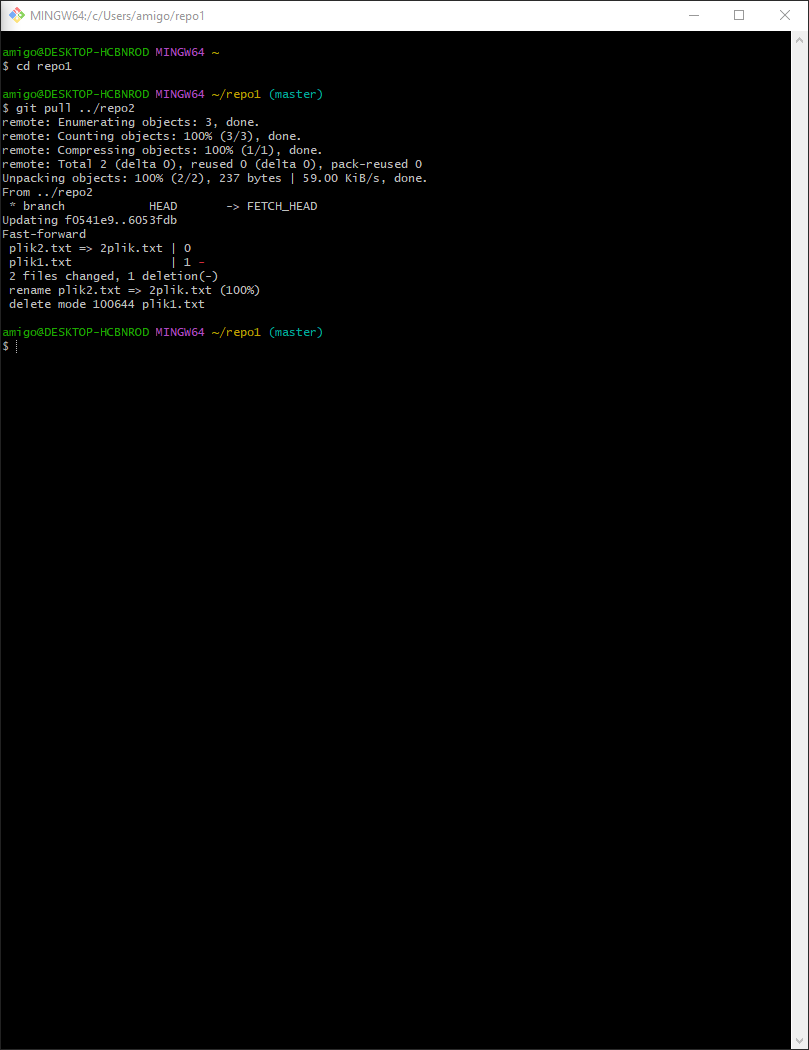 MINGW64:/c/Users/amigo/repo1
amigo@DESKTOP-HCBNROD MINGW64 ~
$ cd repo1
amigo@DESKTOP-HCBNROD MINGW64 ~/repo1 (master)
$ git pull ../repo2
remote: Enumerating objects: 3, done.
remote: Counting objects: 100% (3/3), done.
remote: Compressing objects: 100% (1/1), done.
remote: Total 2 (delta 0), reused 0 (delta 0), pack-reused 0
Unpacking objects: 100% (2/2), 237 bytes | 59.00 KiB/s, done.
From ../repo2
 * branch            HEAD       -> FETCH_HEAD
Updating f0541e9..6053fdb
Fast-forward
 plik2.txt => 2plik.txt | 0
 plik1.txt              | 1 -
 2 files changed, 1 deletion(-)
 rename plik2.txt => 2plik.txt (100%)
 delete mode 100644 plik1.txt
amigo@DESKTOP-HCBNROD MINGW64 ~/repo1 (master)
$